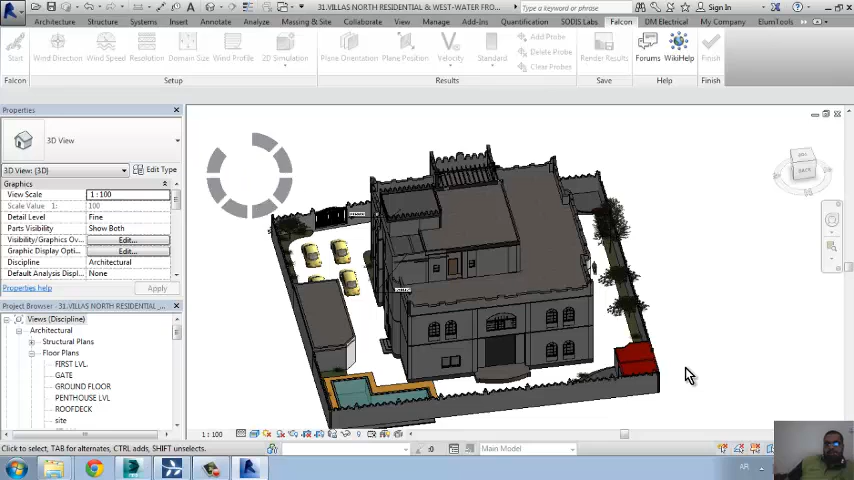 31.VILLAS NORTH RESIDENTIAL & WEST-WATER FRO...
Type a keyword or phrase
Sign In
Architecture Structure Systems Insert Annotate Analyze Massing & Site Collaborate View Manage Add-Ins Quantification SOFiS LABS Falcon DM Electrical My Company ElumTools
Start Wind Direction Wind Speed Resolution Domain Size Wind Profile 2D Simulation Plane Orientation Plane Position Velocity Standard Add Probe Delete Probe Clear Probes Render Results Forums WikiHelp Finish
Falcon Setup Results Save Help Finish
Properties
3D View
3D View: {3D} Edit Type
Graphics
View Scale 1 : 100
Scale Value 1: 100
Detail Level Fine
Parts Visibility Show Both
Visibility/Graphics Ov... Edit...
Graphic Display Opti... Edit...
Discipline Architectural
Default Analysis Displ... None
Properties help Apply
Project Browser - 31.VILLAS NORTH RESIDENTIAL ...
Views (Discipline)
Architectural
Structural Plans
Floor Plans
FIRST LVL.
GATE
GROUND FLOOR
PENTHOUSE LVL
ROOFDECK
site
BACK
1 : 100
Click to select, TAB for alternates, CTRL adds, SHIFT unselects.
:0
Main Model
AR